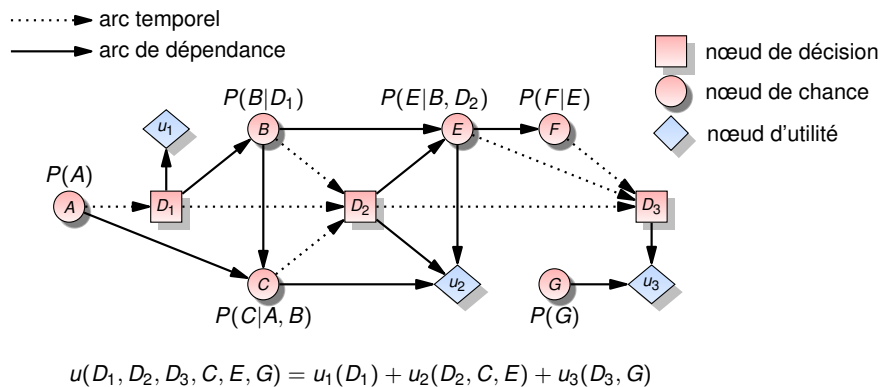 arc temporel
arc de dépendance
nœud de décision
nœud de chance
nœud d'utilité
P(B|D₁)
P(E|B, D₂)
P(F|E)
u₁
B
E
F
P(A)
A
D₁
D₂
D₃
C
u₂
G
u₃
P(C|A, B)
P(G)
u(D₁, D₂, D₃, C, E, G) = u₁(D₁) + u₂(D₂, C, E) + u₃(D₃, G)